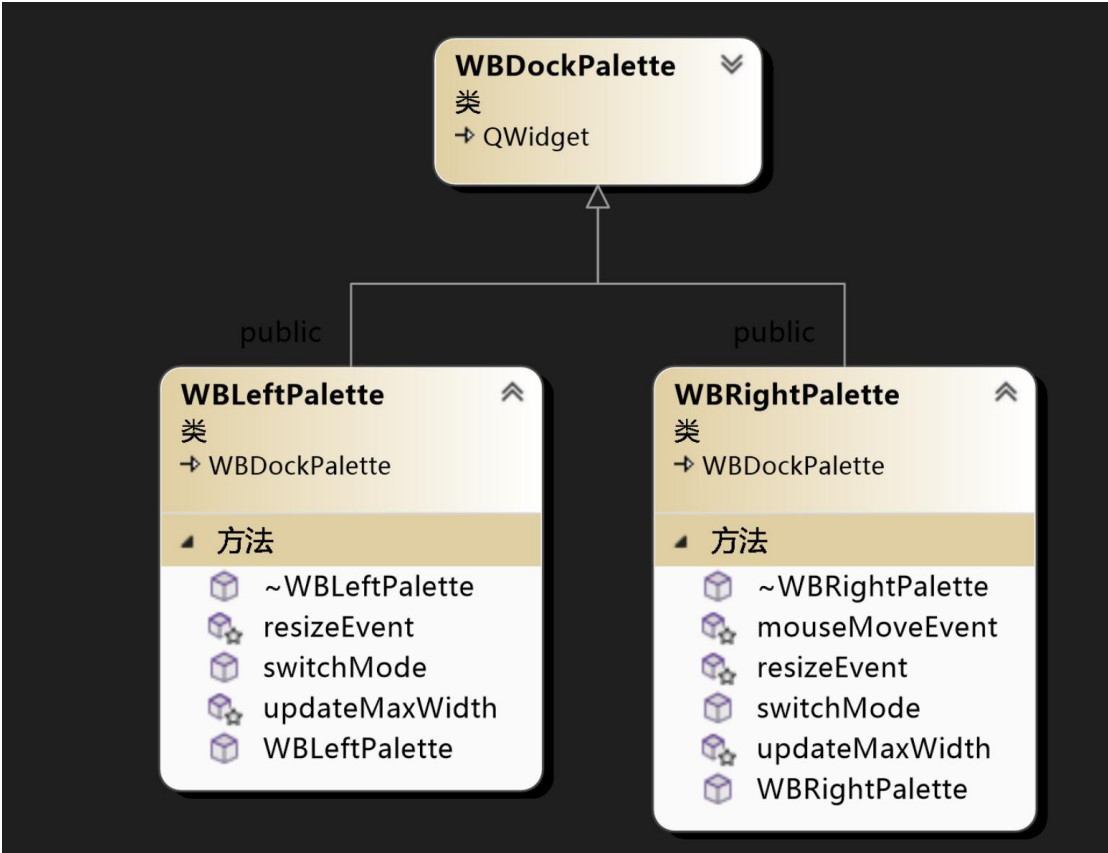 WBDockPalette
类
QWidget
public
public
WBLeftPalette
类
WBDockPalette
方法
~WBLeftPalette
resizeEvent
switchMode
updateMaxWidth
WBLeftPalette
WBRightPalette
类
WBDockPalette
方法
~WBRightPalette
mouseMoveEvent
resizeEvent
switchMode
updateMaxWidth
WBRightPalette